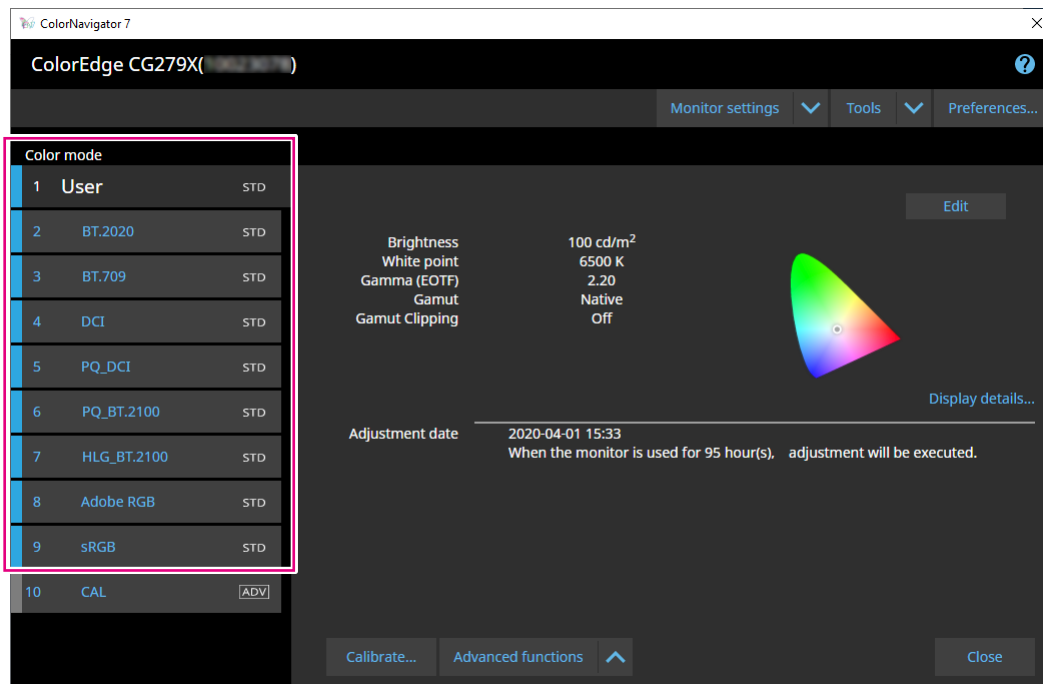 ColorNavigator 7
ColorEdge CG279X( )
Monitor settings Tools Preferences...
Color mode
1 User STD
2 BT.2020 STD
3 BT.709 STD
4 DCI STD
5 PQ_DCI STD
6 PQ_BT.2100 STD
7 HLG_BT.2100 STD
8 Adobe RGB STD
9 sRGB STD
10 CAL ADV
Edit
Brightness 100 cd/m²
White point 6500 K
Gamma (EOTF) 2.20
Gamut Native
Gamut Clipping Off
Display details...
Adjustment date 2020-04-01 15:33
When the monitor is used for 95 hour(s), adjustment will be executed.
Calibrate... Advanced functions Close